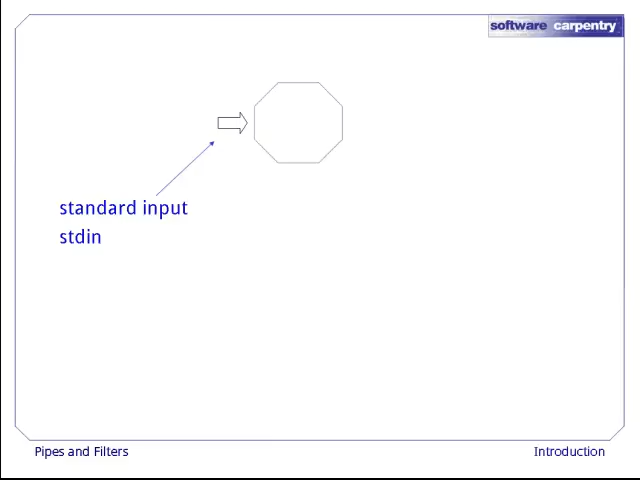 software carpentry
standard input
stdin
Pipes and Filters
Introduction